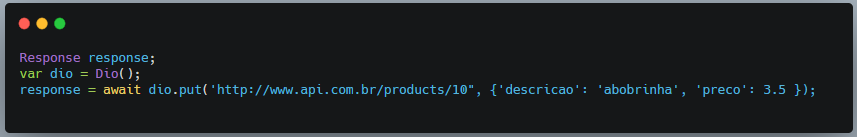 Response response;
var dio = Dio();
response = await dio.put('http://www.api.com.br/products/10", {'descricao': 'abobrinha', 'preco': 3.5 });